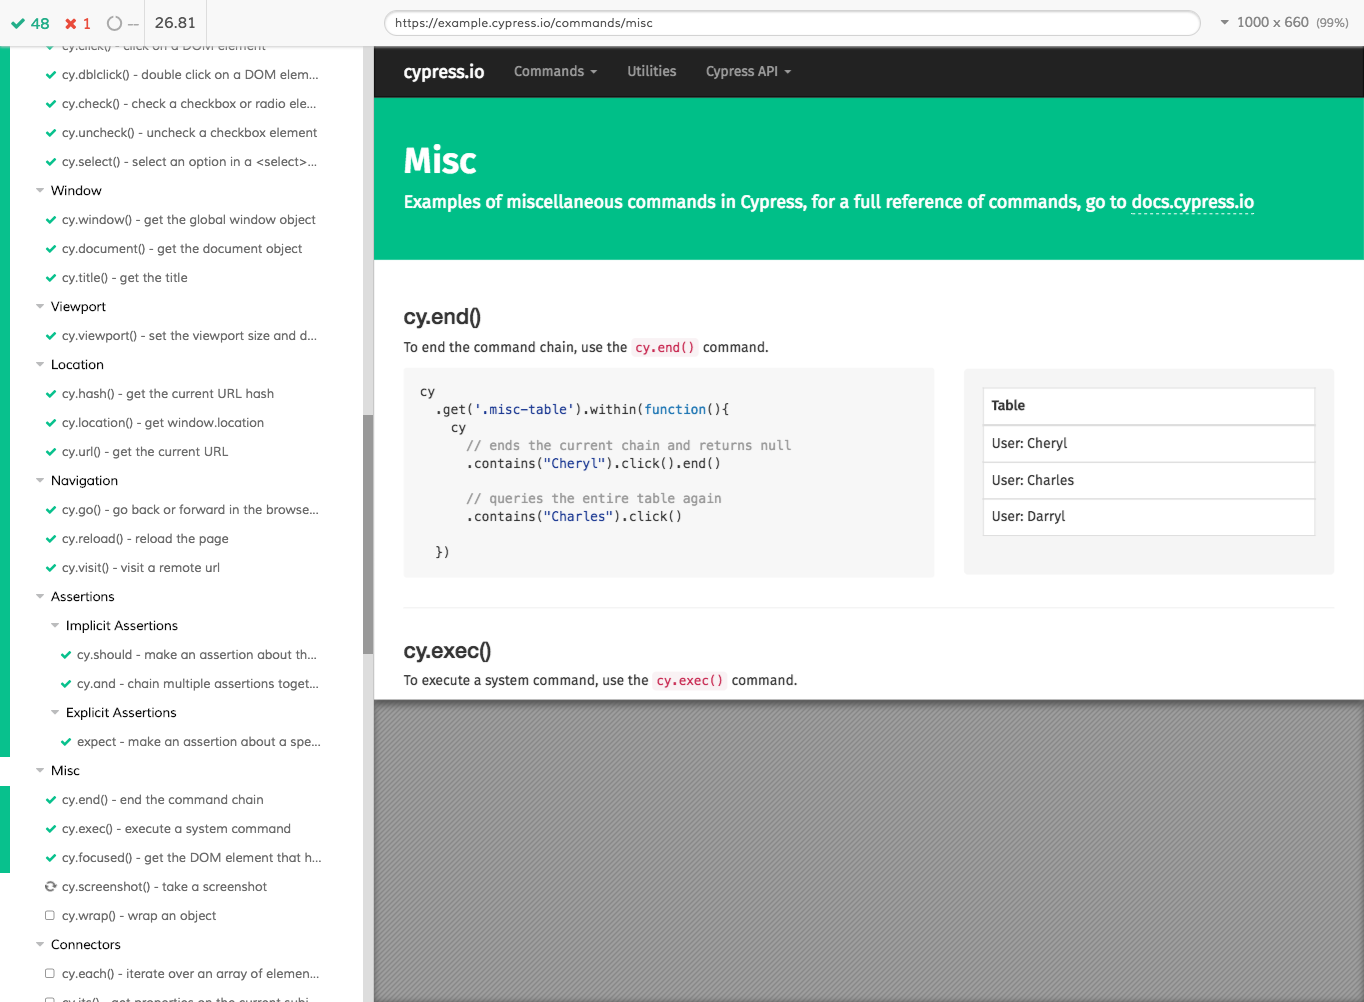 48 1 -- 26.81
https://example.cypress.io/commands/misc
1000 x 660 (99%)
cy.click() - click on a DOM element
cy.dblclick() - double click on a DOM elem...
cy.check() - check a checkbox or radio ele...
cy.uncheck() - uncheck a checkbox element
cy.select() - select an option in a <select>...
Window
cy.window() - get the global window object
cy.document() - get the document object
cy.title() - get the title
Viewport
cy.viewport() - set the viewport size and d...
Location
cy.hash() - get the current URL hash
cy.location() - get window.location
cy.url() - get the current URL
Navigation
cy.go() - go back or forward in the browse...
cy.reload() - reload the page
cy.visit() - visit a remote url
Assertions
Implicit Assertions
cy.should - make an assertion about th...
cy.and - chain multiple assertions toget...
Explicit Assertions
expect - make an assertion about a spe...
Misc
cy.end() - end the command chain
cy.exec() - execute a system command
cy.focused() - get the DOM element that h...
cy.screenshot() - take a screenshot
cy.wrap() - wrap an object
Connectors
cy.each() - iterate over an array of elemen...
cy.its() - get properties on the current subj...
cypress.io Commands Utilities Cypress API
Misc
Examples of miscellaneous commands in Cypress, for a full reference of commands, go to docs.cypress.io
cy.end()
To end the command chain, use the cy.end() command.
cy
.get('.misc-table').within(function(){
cy
// ends the current chain and returns null
.contains("Cheryl").click().end()
// queries the entire table again
.contains("Charles").click()
})
Table
User: Cheryl
User: Charles
User: Darryl
cy.exec()
To execute a system command, use the cy.exec() command.